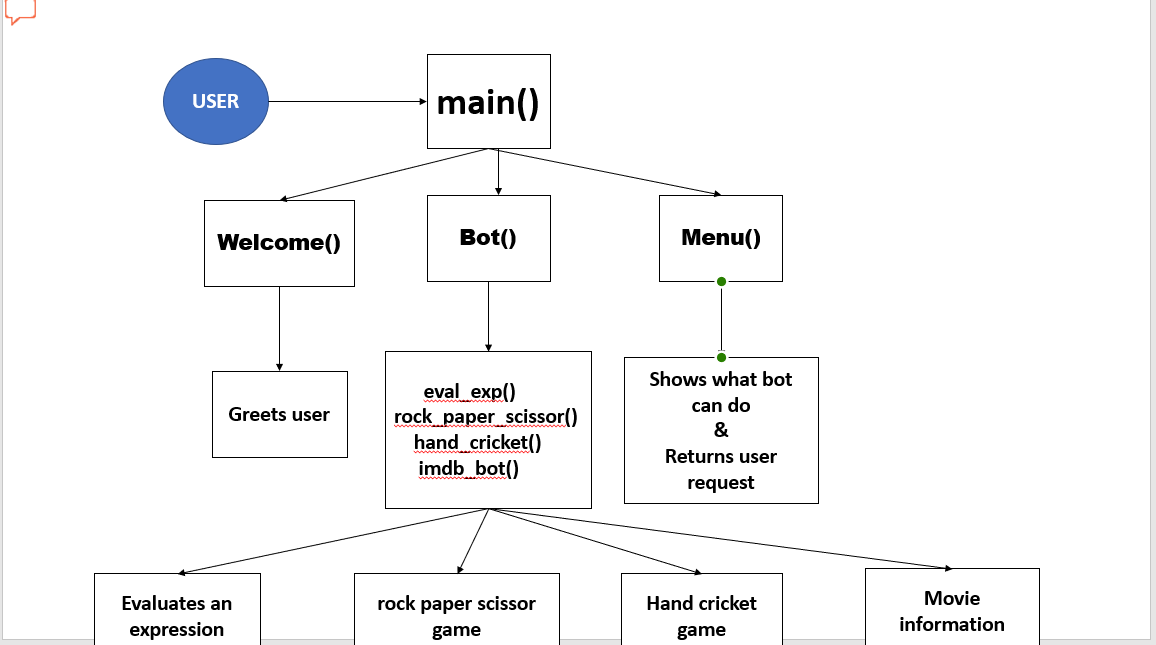 USER
main()
Welcome()
Bot()
Menu()
Greets user
eval_exp()
rock_paper_scissor()
hand_cricket()
imdb_bot()
Shows what bot
can do
&
Returns user
request
Evaluates an
expression
rock paper scissor
game
Hand cricket
game
Movie
information